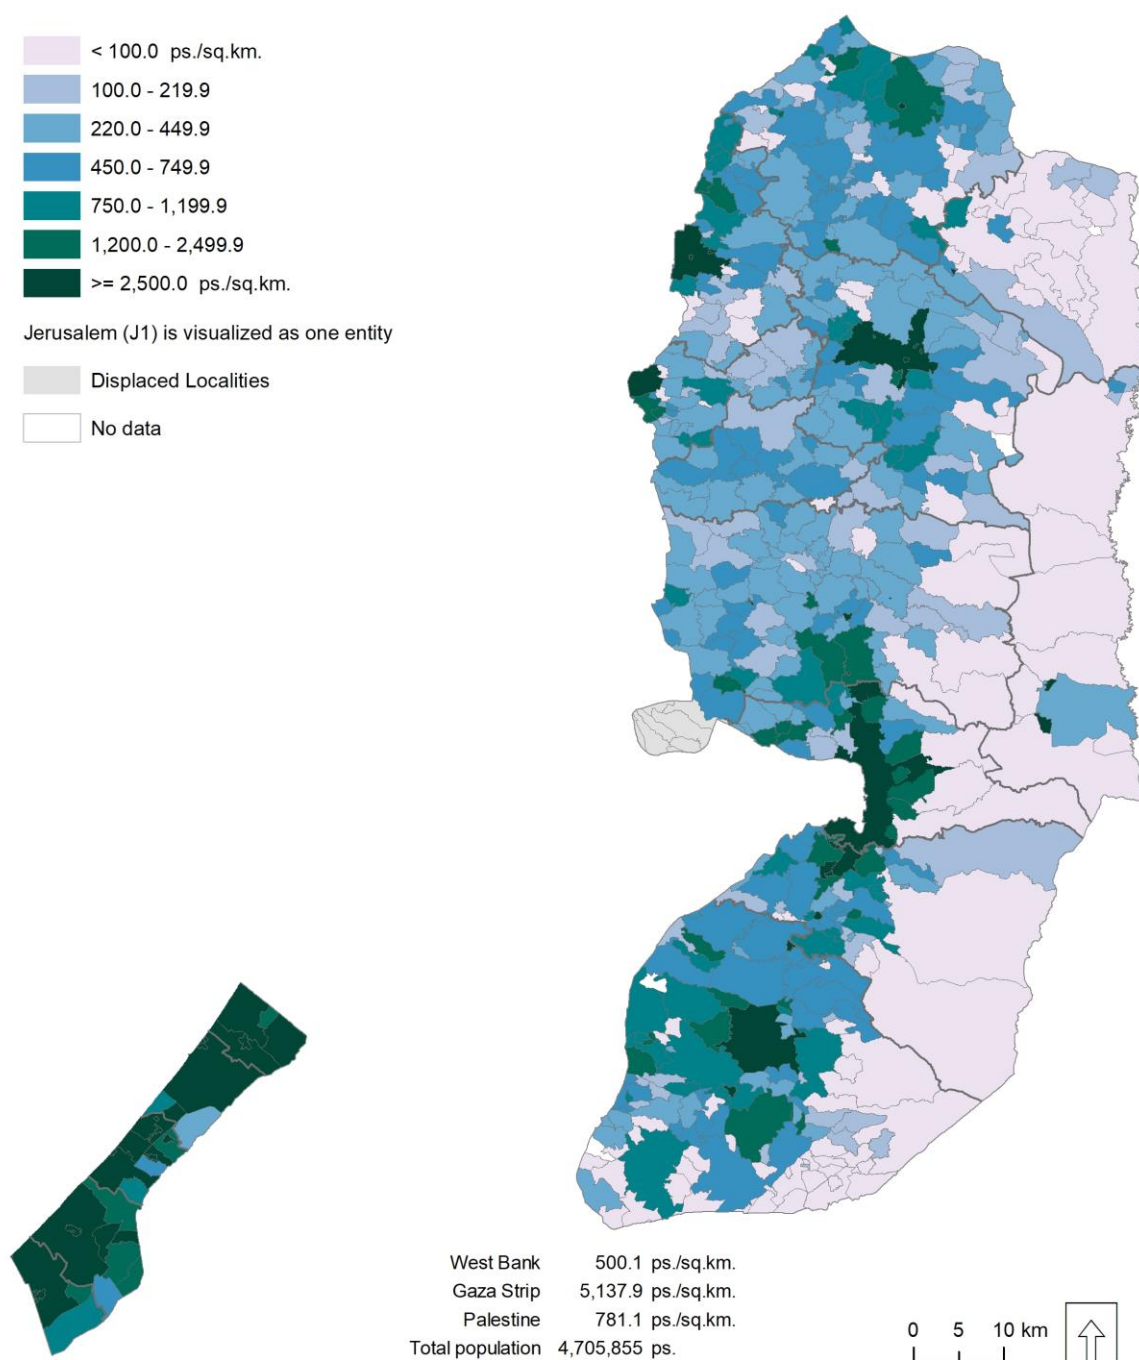 < 100.0 ps./sq.km.
100.0 - 219.9
220.0 - 449.9
450.0 - 749.9
750.0 - 1,199.9
1,200.0 - 2,499.9
>= 2,500.0 ps./sq.km.
Jerusalem (J1) is visualized as one entity
Displaced Localities
No data
West Bank 500.1 ps./sq.km.
Gaza Strip 5,137.9 ps./sq.km.
Palestine 781.1 ps./sq.km.
Total population 4,705,855 ps.
0 5 10 km